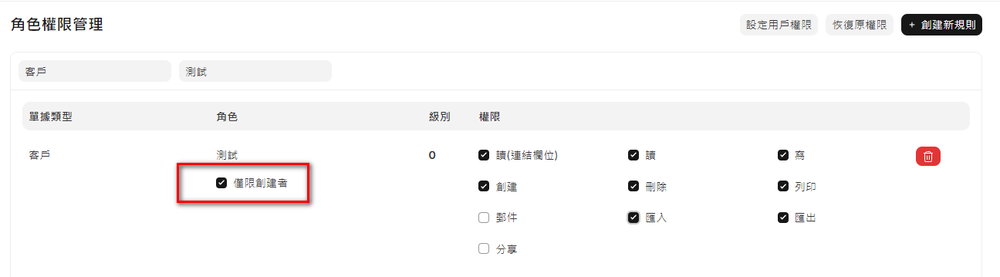 角色權限管理 設定用戶權限 恢復原權限 + 創建新規則
客戶 測試
單據類型 角色 級別 權限
客戶 測試 0 讀(連結欄位) 讀 寫
僅限創建者 創建 刪除 列印
郵件 匯入 匯出
分享